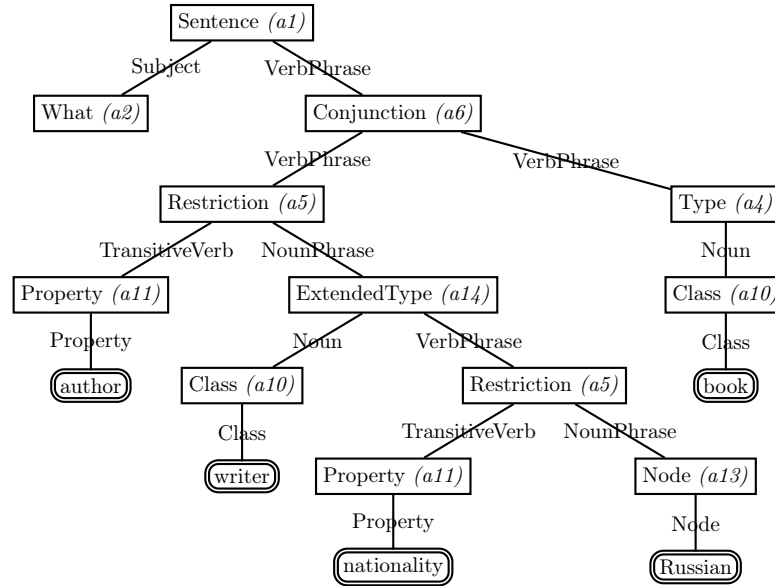 Sentence (a1)
Subject VerbPhrase
What (a2) Conjunction (a6)
VerbPhrase VerbPhrase
Restriction (a5) Type (a4)
TransitiveVerb NounPhrase Noun
Property (a11) ExtendedType (a14) Class (a10)
Property Noun VerbPhrase Class
author Class (a10) Restriction (a5) book
Class TransitiveVerb NounPhrase
writer Property (a11) Node (a13)
Property Node
nationality Russian